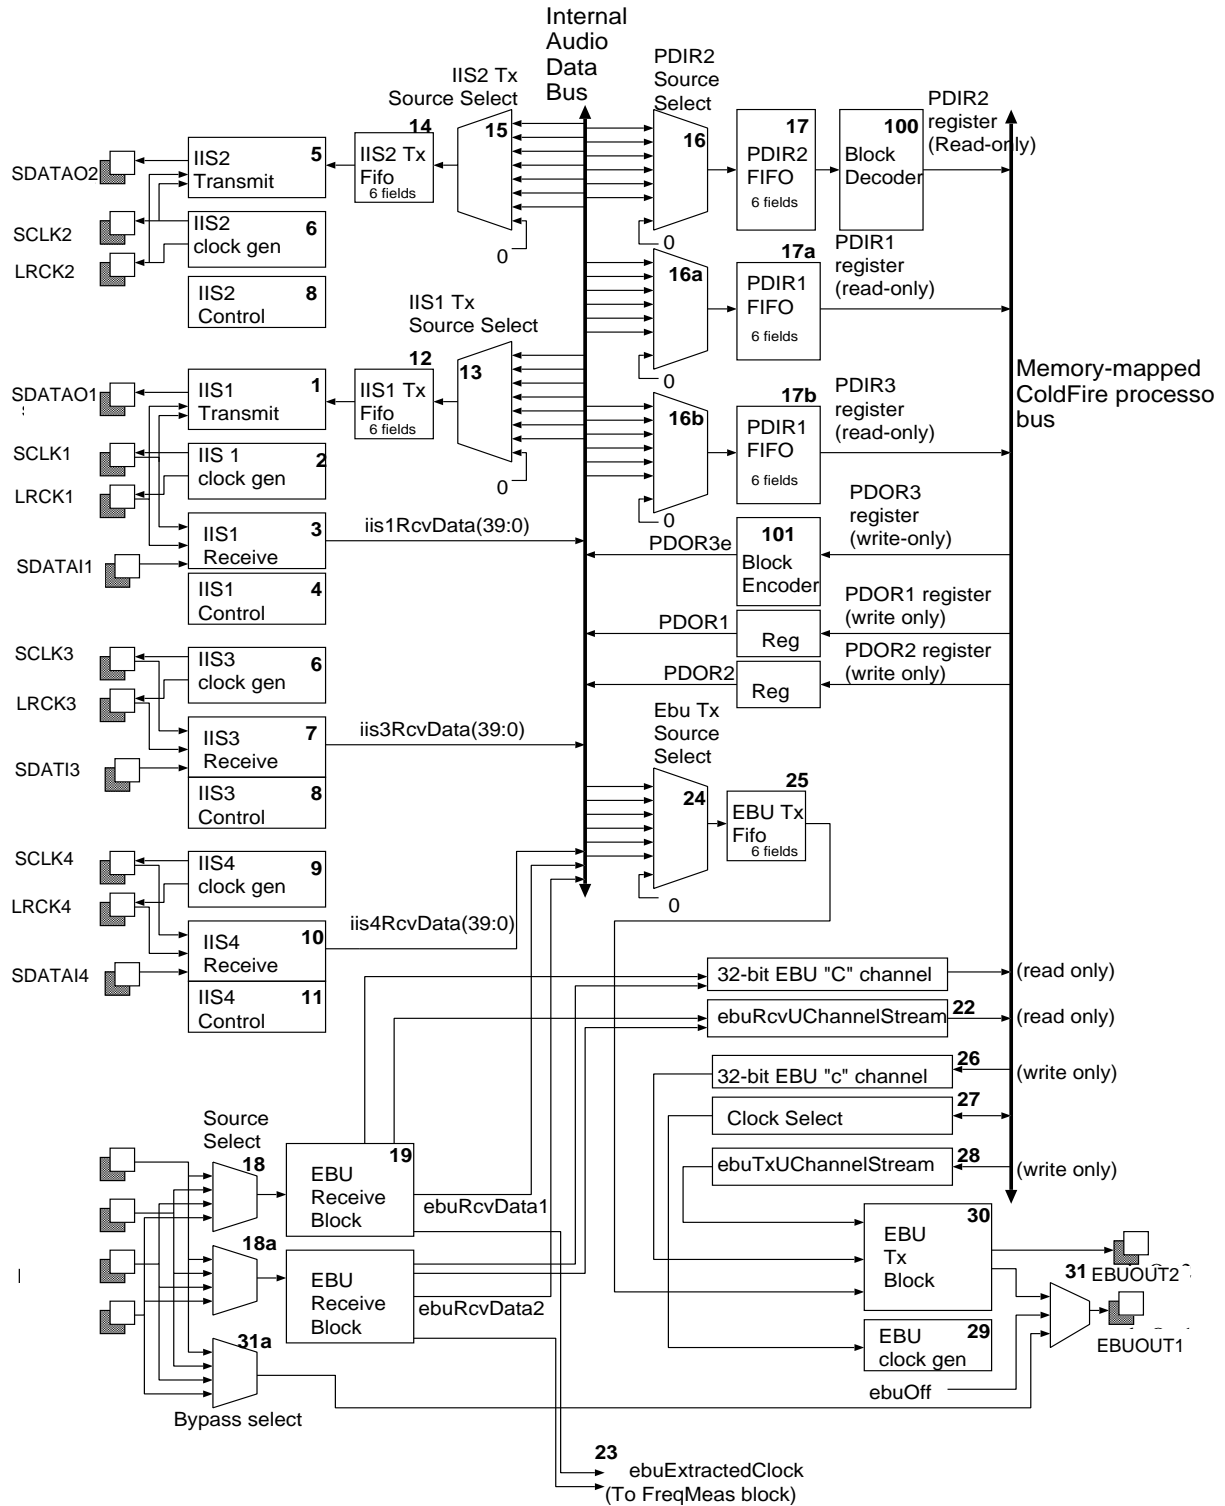 Internal
Audio
Data
Bus
PDIR2
Source
Select
IIS2 Tx
Source Select
PDIR2
register
(Read-only)
14
15
16
17
100
5
IIS2
Transmit
IIS2 Tx
Fifo
6 fields
PDIR2
FIFO
6 fields
Block
Decoder
SDATAO2
SCLK2
LRCK2
IIS2
clock gen
6
0
0
17a
PDIR1
register
(read-only)
IIS2
Control
8
16a
PDIR1
FIFO
6 fields
IIS1 Tx
Source Select
12
13
0
SDATAO1
IIS1
Transmit
1
IIS1 Tx
Fifo
6 fields
17b
PDIR3
register
(read-only)
Memory-mapped
ColdFire processo
bus
16b
PDIR1
FIFO
6 fields
SCLK1
LRCK1
IIS 1
clock gen
2
0
0
PDOR3
register
(write-only)
IIS1
Receive
3
iis1RcvData(39:0)
PDOR3e
101
Block
Encoder
SDATAI1
IIS1
Control
4
PDOR1 register
(write only)
PDOR1
Reg
PDOR2 register
(write only)
PDOR2
Reg
SCLK3
LRCK3
IIS3
clock gen
6
Ebu Tx
Source
Select
IIS3
Receive
7
iis3RcvData(39:0)
SDATI3
IIS3
Control
8
24
25
EBU Tx
Fifo
6 fields
SCLK4
LRCK4
IIS4
clock gen
9
0
IIS4
Receive
10
iis4RcvData(39:0)
SDATAI4
IIS4
Control
11
32-bit EBU "C" channel
(read only)
ebuRcvUChannelStream
22
(read only)
26
32-bit EBU "c" channel
(write only)
27
Clock Select
28
ebuTxUChannelStream
(write only)
Source
Select
18
19
EBU
Receive
Block
ebuRcvData1
18a
EBU
Receive
Block
ebuRcvData2
30
EBU
Tx
Block
31
EBUOUT2
EBUOUT1
31a
Bypass select
29
EBU
clock gen
ebuOff
23
ebuExtractedClock
(To FreqMeas block)